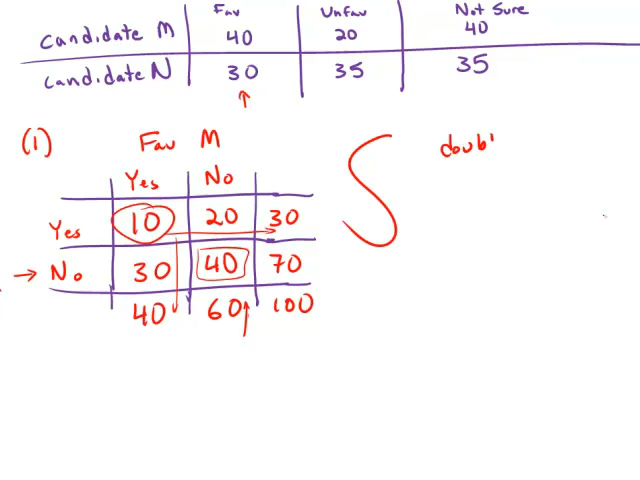 Fav Unfav Not Sure
Candidate M 40 20 40
Candidate N 30 35 35
(1) Fav M
Yes No
Yes 10 20 30
No 30 40 70
40 60 100
doubl